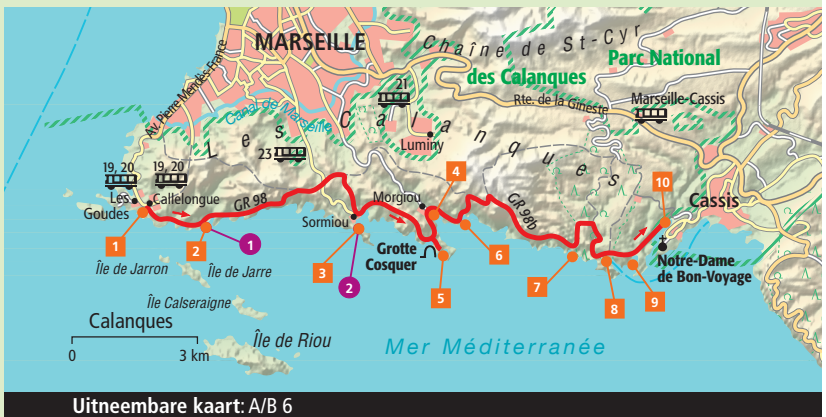 MARSEILLE
Chaîne de St-Cyr
Parc National
des Calanques
Av. Pierre Mendès-France
Canal de Marseille
21
Rte. de la Gineste
Marseille-Cassis
Luminy
Les Calanques
23
19, 20
19, 20
Les
Goudes
Callelongue
GR 98
Sormiou
Morgiou
GR 98b
Cassis
Grotte
Cosquer
Notre-Dame
de Bon-Voyage
1
2
1
3
2
4
5
6
7
8
9
10
Île de Jarron
Île de Jarre
Île Calseraigne
Île de Riou
Calanques
0 3 km
Mer Méditerranée
Uitneembare kaart: A/B 6